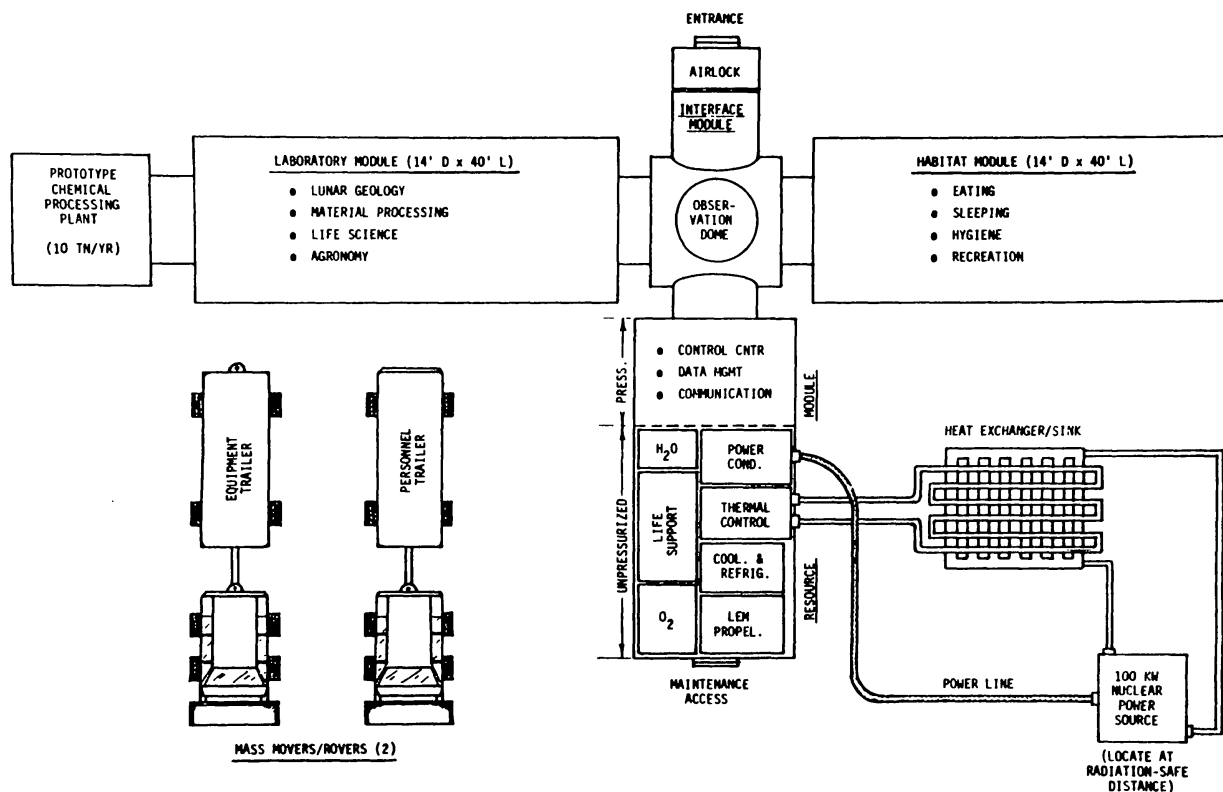 ENTRANCE
AIRLOCK
INTERFACE
MODULE
PROTOTYPE
CHEMICAL
PROCESSING
PLANT
(10 TN/YR)
LABORATORY MODULE (14' D x 40' L)
● LUNAR GEOLOGY
● MATERIAL PROCESSING
● LIFE SCIENCE
● AGRONOMY
OBSER-
VATION
DOME
HABITAT MODULE (14' D x 40' L)
● EATING
● SLEEPING
● HYGIENE
● RECREATION
PRESS.
● CONTROL CNTR
● DATA MGMT
● COMMUNICATION
MODULE
UNPRESSURIZED
H2O
POWER
COND.
LIFE
SUPPORT
THERMAL
CONTROL
COOL. &
REFRIG.
O2
LEM
PROPEL.
RESOURCE
MAINTENANCE
ACCESS
EQUIPMENT
TRAILER
PERSONNEL
TRAILER
MASS MOVERS/ROVERS (2)
HEAT EXCHANGER/SINK
POWER LINE
100 KW
NUCLEAR
POWER
SOURCE
(LOCATE AT
RADIATION-SAFE
DISTANCE)